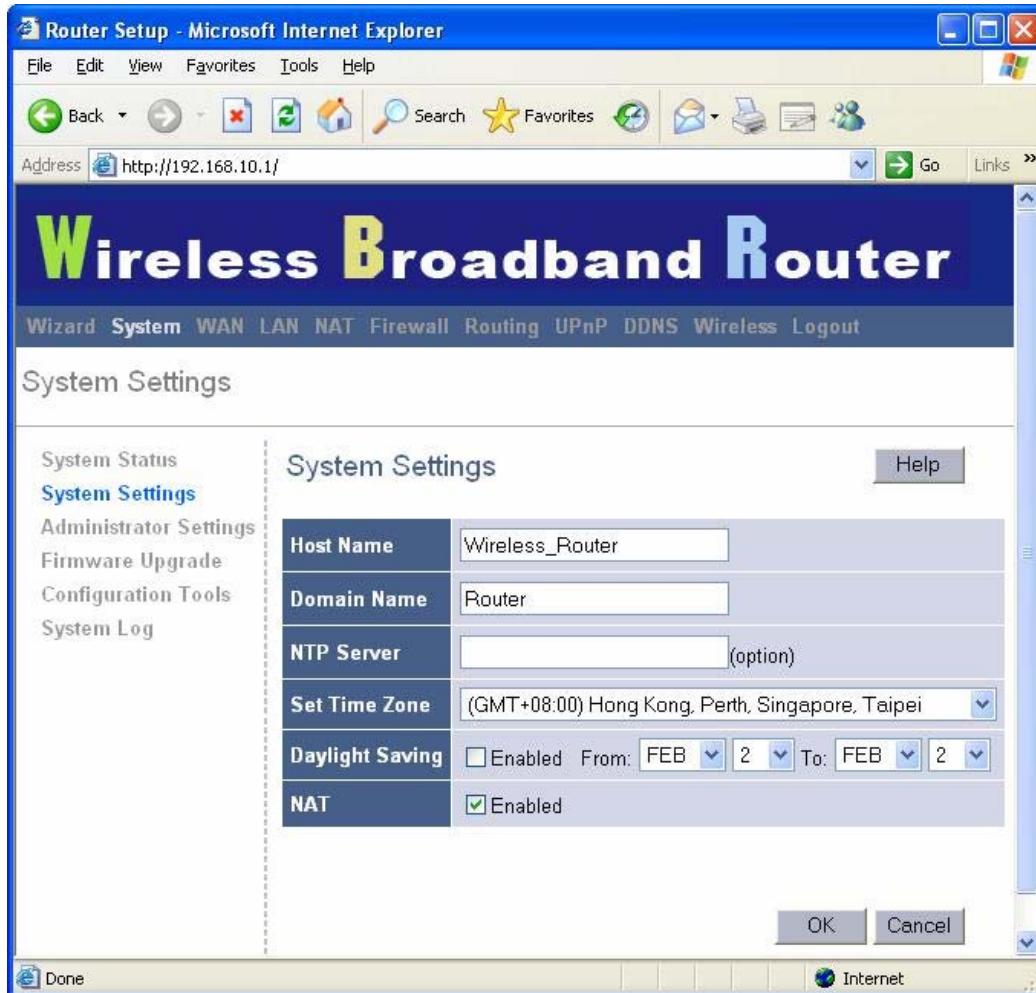 Router Setup - Microsoft Internet Explorer
File Edit View Favorites Tools Help
Back Search Favorites
Address http://192.168.10.1/ Go Links »
Wireless Broadband Router
Wizard System WAN LAN NAT Firewall Routing UPnP DDNS Wireless Logout
System Settings
System Status
System Settings
Administrator Settings
Firmware Upgrade
Configuration Tools
System Log
System Settings Help
Host Name Wireless_Router
Domain Name Router
NTP Server (option)
Set Time Zone (GMT+08:00) Hong Kong, Perth, Singapore, Taipei
Daylight Saving Enabled From: FEB 2 To: FEB 2
NAT Enabled
OK Cancel
Done Internet